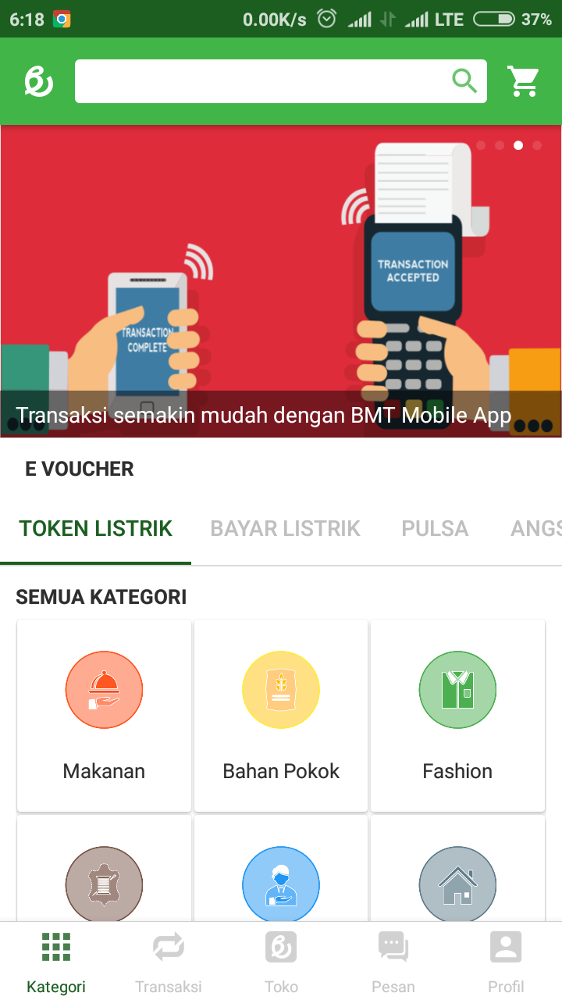 6:18 0.00K/s LTE 37%
TRANSACTION
ACCEPTED
TRANSACTION
COMPLETE
Transaksi semakin mudah dengan BMT Mobile App
E VOUCHER
TOKEN LISTRIK BAYAR LISTRIK PULSA ANGS
SEMUA KATEGORI
Makanan Bahan Pokok Fashion
Kategori Transaksi Toko Pesan Profil